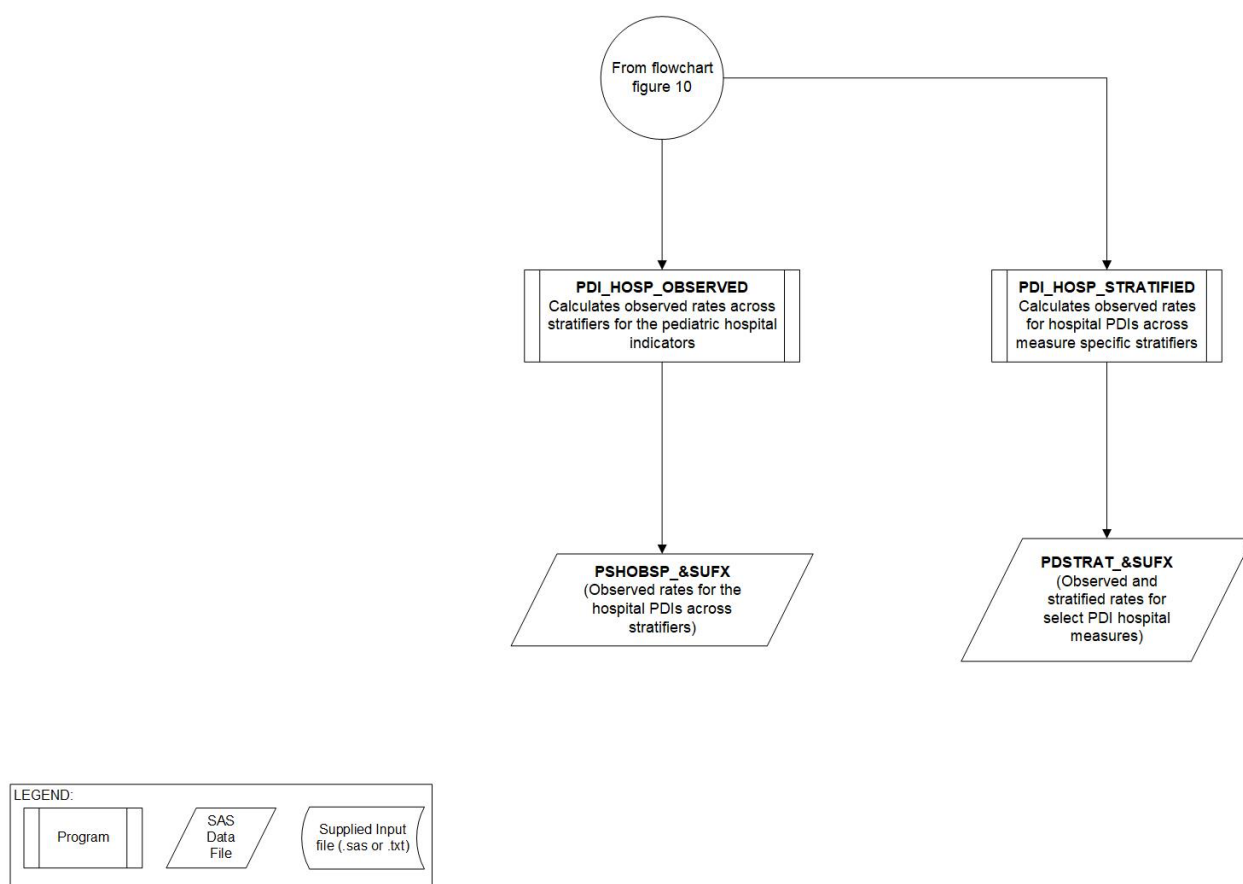 From flowchart
figure 10
PDI_HOSP_OBSERVED
Calculates observed rates across
stratifiers for the pediatric hospital
indicators
PDI_HOSP_STRATIFIED
Calculates observed rates
for hospital PDIs across
measure specific stratifiers
PSHOBSP_&SUFX
(Observed rates for the
hospital PDIs across
stratifiers)
PDSTRAT_&SUFX
(Observed and
stratified rates for
select PDI hospital
measures)
LEGEND:
Program
SAS
Data
File
Supplied Input
file (.sas or .txt)